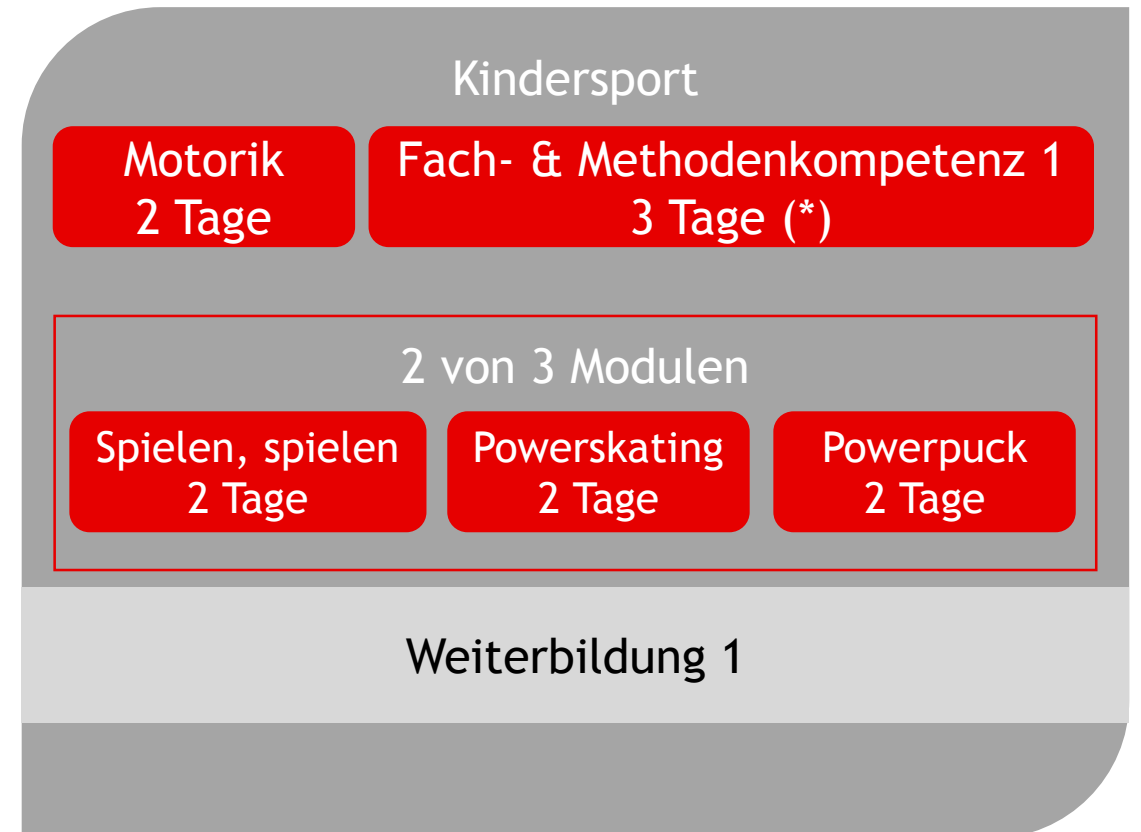 Kindersport
Motorik
2 Tage
Fach- & Methodenkompetenz 1
3 Tage (*)
2 von 3 Modulen
Spielen, spielen
2 Tage
Powerskating
2 Tage
Powerpuck
2 Tage
Weiterbildung 1